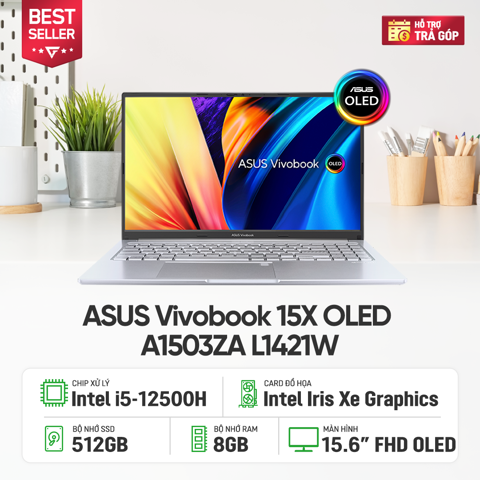 BEST
SELLER
HỖ TRỢ
TRẢ GÓP
ASUS
OLED
ASUS Vivobook OLED
ASUS Vivobook
ASUS Vivobook 15X OLED
A1503ZA L1421W
CHIP XỬ LÝ
Intel i5-12500H
CARD ĐỒ HỌA
Intel Iris Xe Graphics
BỘ NHỚ SSD
512GB
BỘ NHỚ RAM
8GB
MÀN HÌNH
15.6” FHD OLED